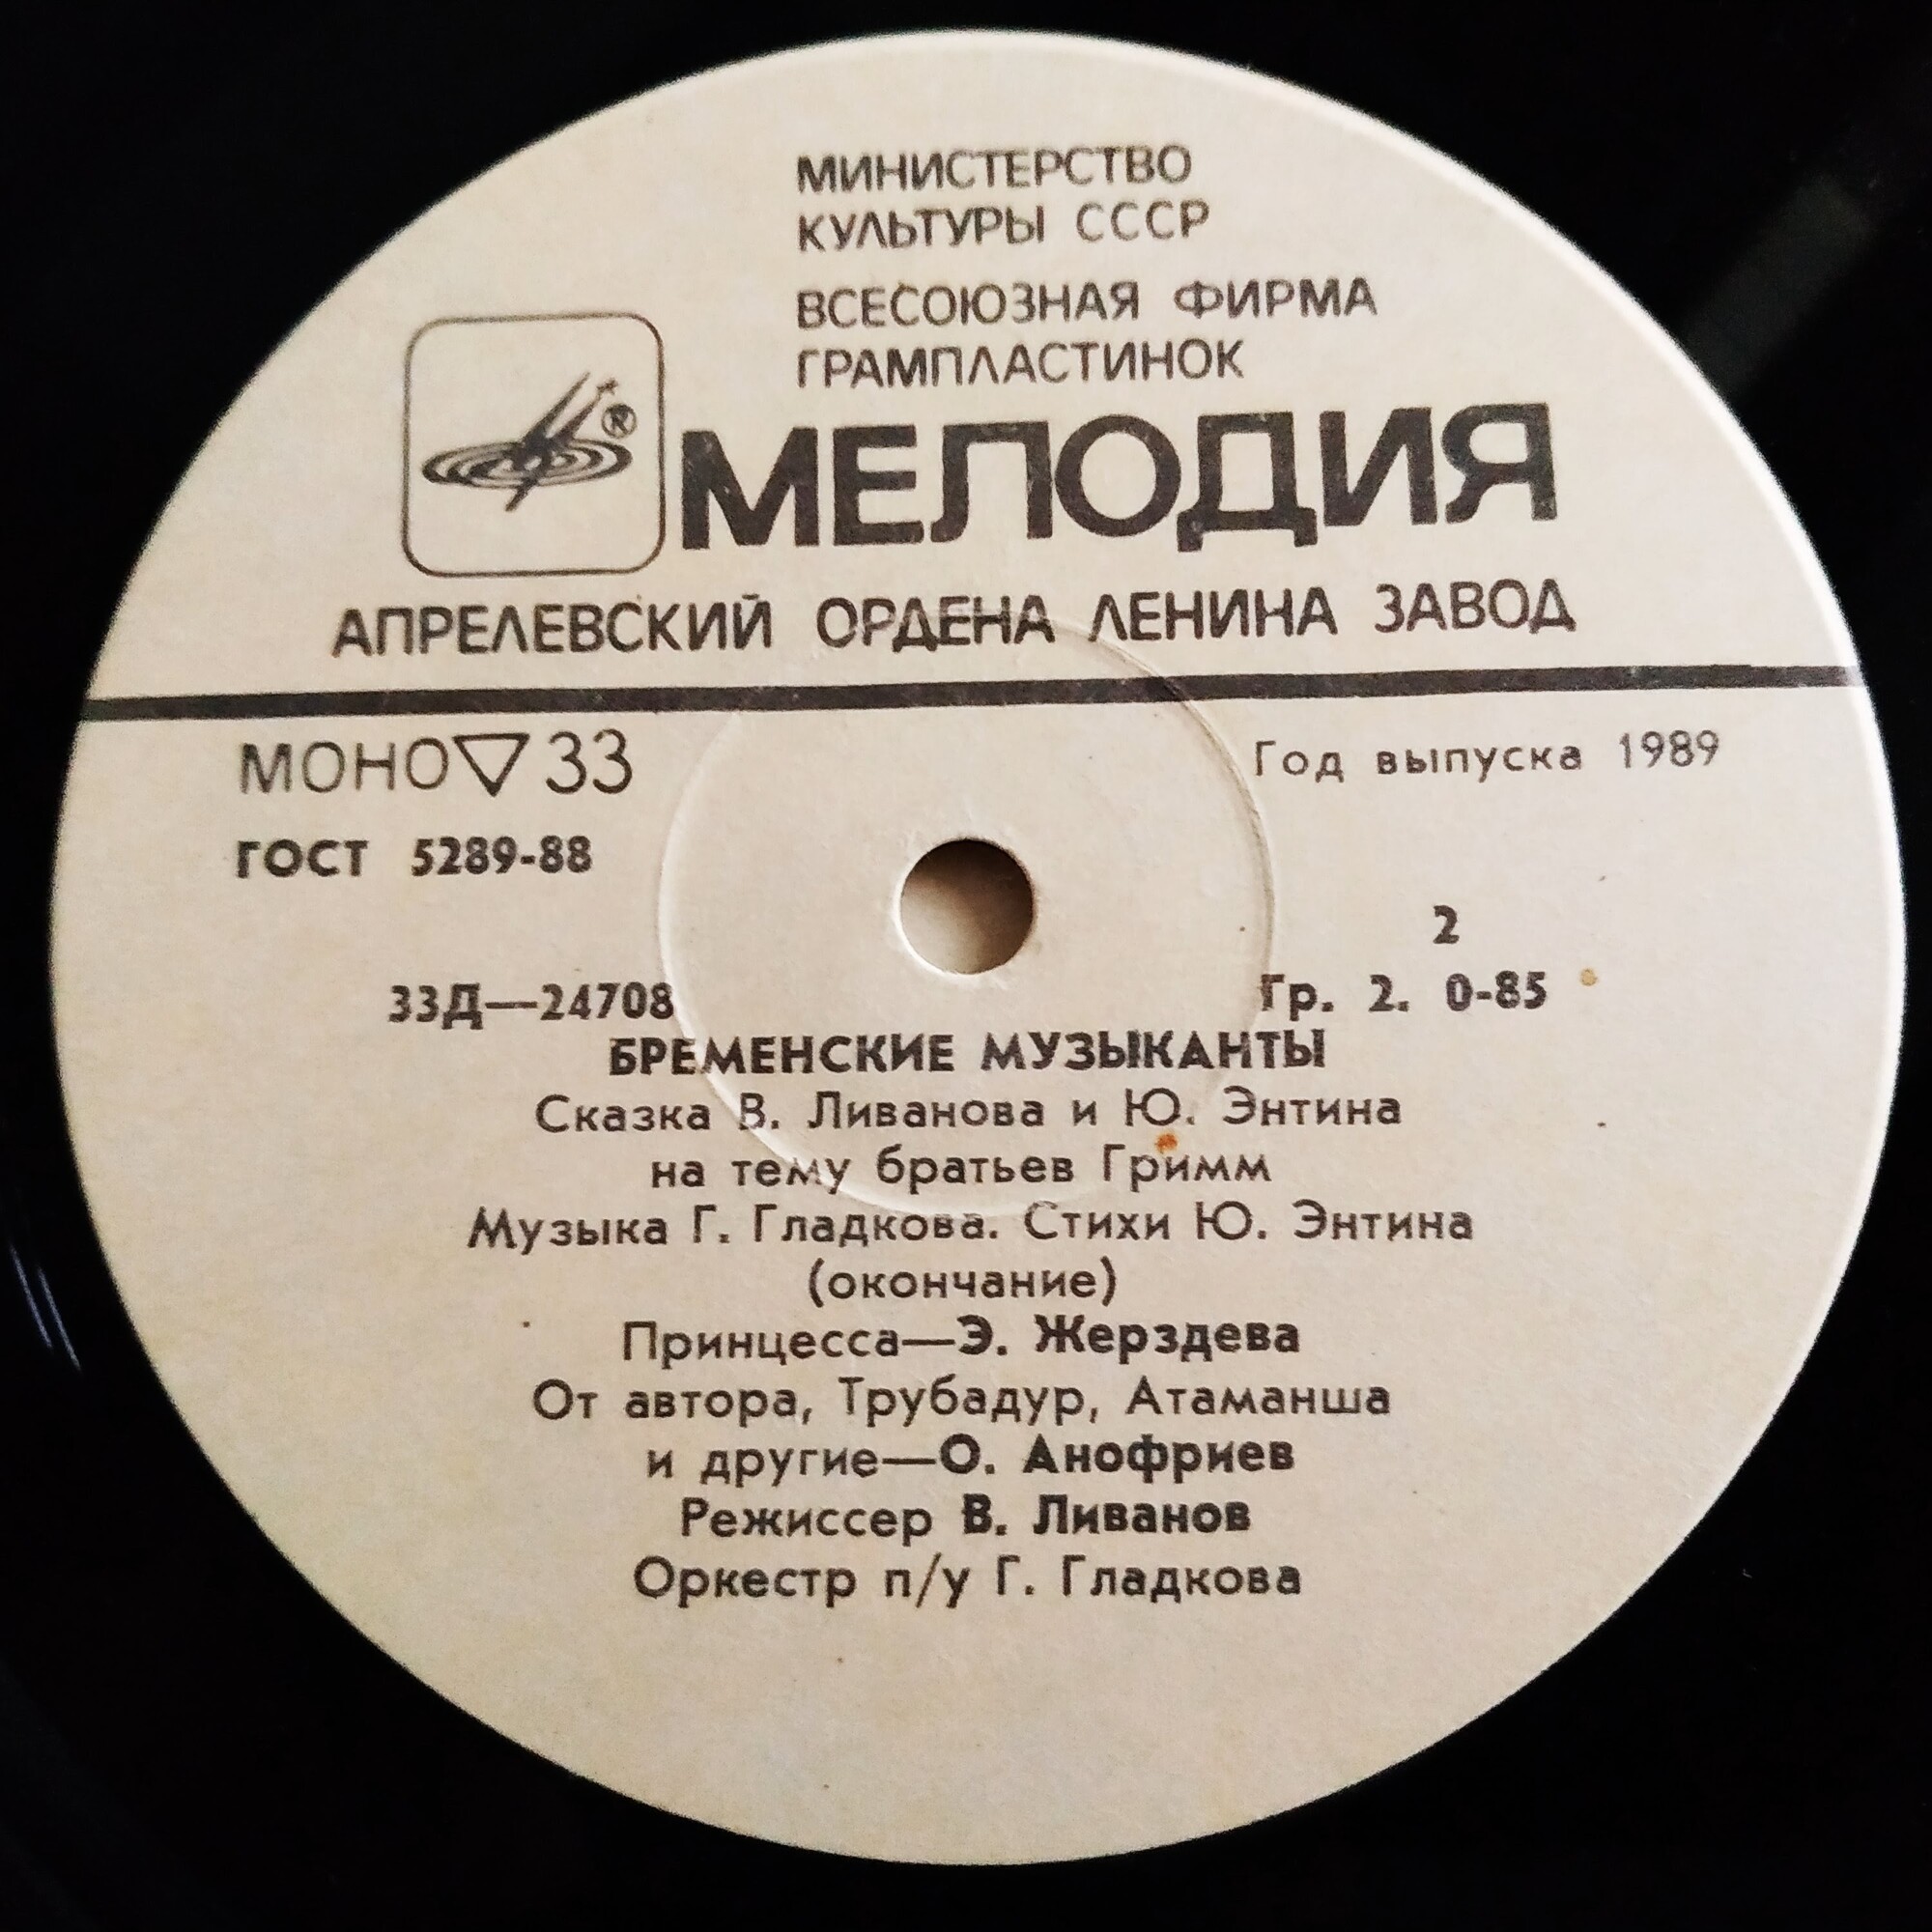 МИНИСТЕРСТВО
КУЛЬТУРЫ СССР
ВСЕСОЮЗНАЯ ФИРМА
ГРАМПЛАСТИНОК
®
МЕЛОДИЯ
АПРЕЛЕВСКИЙ ОРДЕНА ЛЕНИНА ЗАВОД
МОНО ▽ 33
Год выпуска 1989
ГОСТ 5289-88
2
33Д—24708
Гр. 2. 0-85
БРЕМЕНСКИЕ МУЗЫКАНТЫ
Сказка В. Ливанова и Ю. Энтина
на тему братьев Гримм
Музыка Г. Гладкова. Стихи Ю. Энтина
(окончание)
Принцесса—Э. Жерздева
От автора, Трубадур, Атаманша
и другие—О. Анофриев
Режиссер В. Ливанов
Оркестр п/у Г. Гладкова